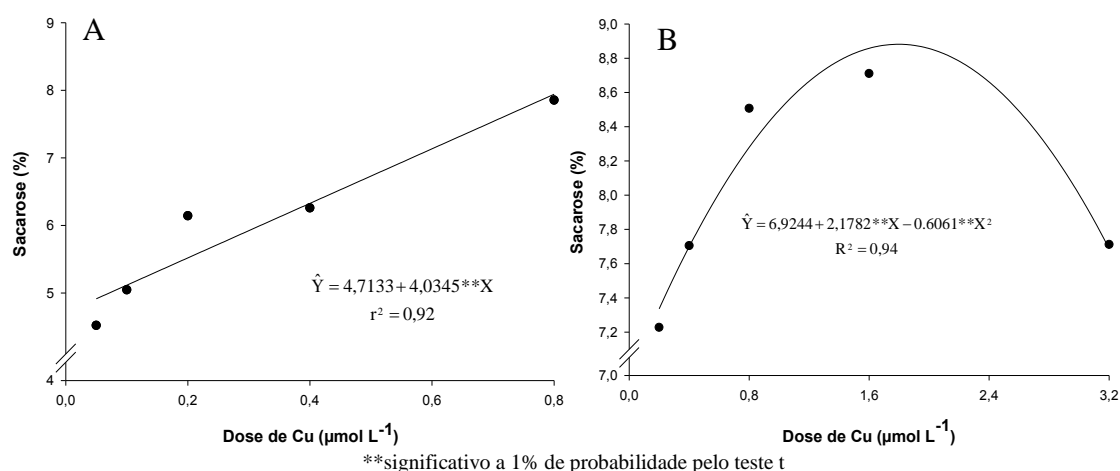 A
Sacarose (%)
9
8
7
6
5
4
0,0 0,2 0,4 0,6 0,8
Dose de Cu (µmol L⁻¹)
Ŷ = 4,7133 + 4,0345**X
r² = 0,92
B
Sacarose (%)
9,0
8,8
8,6
8,4
8,2
8,0
7,8
7,6
7,4
7,2
7,0
0,0 0,8 1,6 2,4 3,2
Dose de Cu (µmol L⁻¹)
Ŷ = 6,9244 + 2,1782**X − 0.6061**X²
R² = 0,94
**significativo a 1% de probabilidade pelo teste t